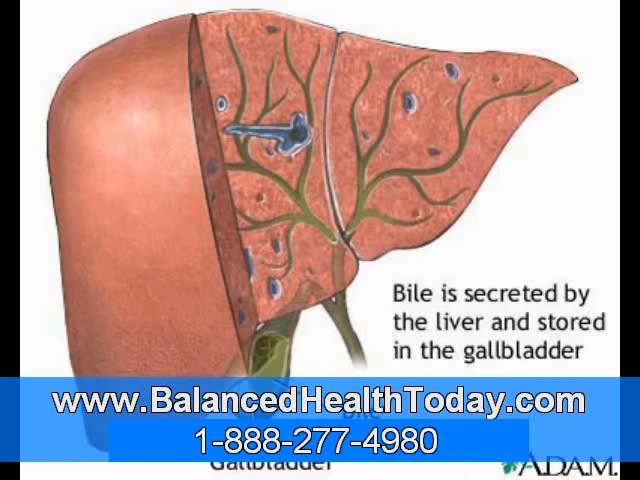 Bile is secreted by
the liver and stored
in the gallbladder
www.BalancedHealthToday.com
Bile
1-888-277-4980
Gallbladder
A.D.A.M.